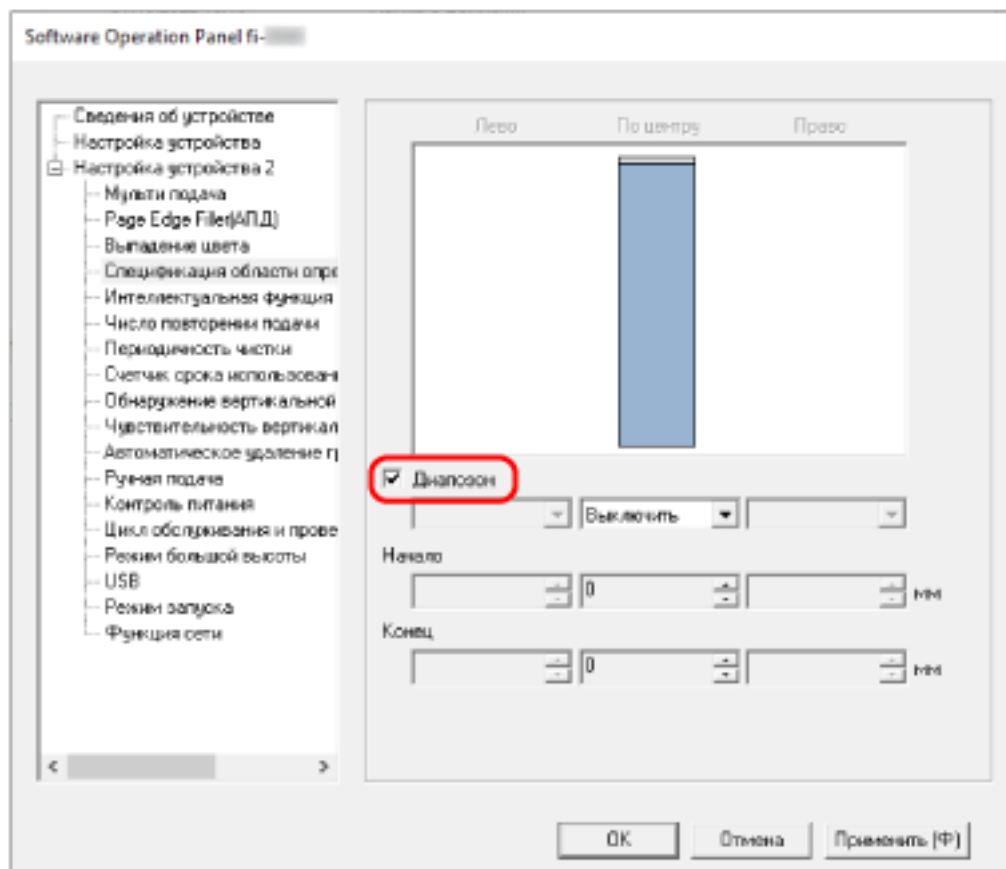 Software Operation Panel fi-
Сведения об устройстве
Настройка устройства
Настройка устройства 2
Мульти подача
Page Edge Filler(АПД)
Выпадение цвета
Спецификация области опре
Интеллектуальная функция
Число повторении подачи
Периодичность чистки
Счетчик срока использовани
Обнаружение вертикальной
Чувствительность вертикал
Автоматическое удаление гр
Ручная подача
Контроль питания
Цикл обслуживания и прове
Режим большой высоты
USB
Режим запуска
Функция сети
Лево По центру Право
Диапозон
Выключить
Начало
0 мм
Конец
0 мм
OK Отмена Применить (Ф)